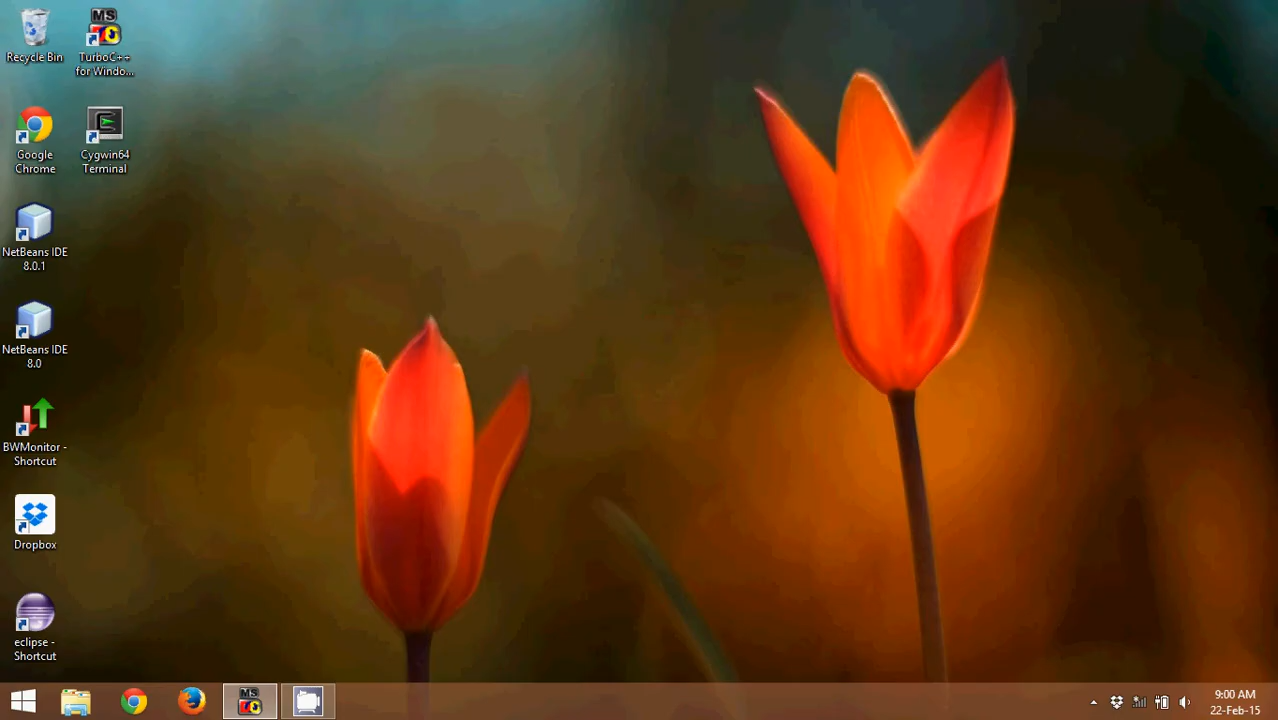 Recycle Bin
MS
TurboC++
for Windo...
Google
Chrome
Cygwin64
Terminal
NetBeans IDE
8.0.1
NetBeans IDE
8.0
BWMonitor -
Shortcut
Dropbox
eclipse -
Shortcut
MS
9:00 AM
22-Feb-15